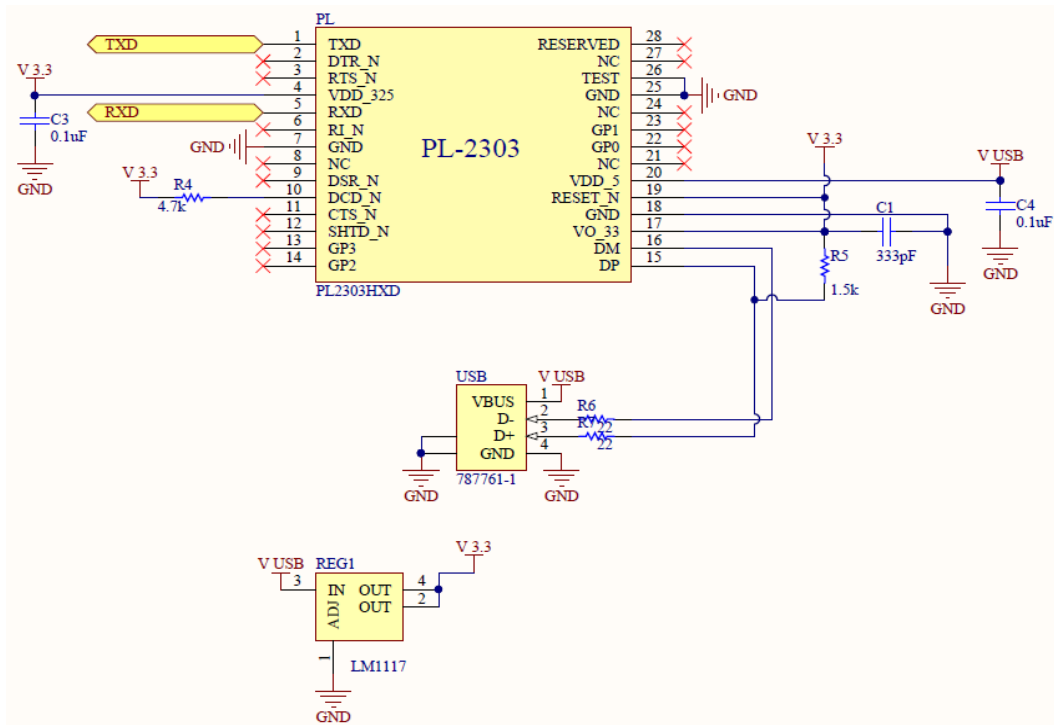 PL
TXD
1 TXD
RESERVED 28
2 DTR_N
NC 27
3 RTS_N
TEST 26
V 3.3
4 VDD_325
GND 25
GND
RXD
5 RXD
NC 24
C3
0.1uF
GND
6 RI_N
GP1 23
GND
7 GND
GP0 22
PL-2303
8 NC
NC 21
V 3.3
9 DSR_N
VDD_5 20
V 3.3
V USB
R4
4.7k
10 DCD_N
RESET_N 19
11 CTS_N
GND 18
C1
333pF
C4
0.1uF
GND
12 SHTD_N
VO_33 17
13 GP3
DM 16
R5
1.5k
GND
14 GP2
DP 15
PL2303HXD
USB
V USB
VBUS 1
D- 2
R6
22
D+ 3
R7
22
GND 4
GND
787761-1
GND
REG1
V 3.3
V USB
3 IN
OUT 4
OUT 2
ADJ
1
LM1117
GND